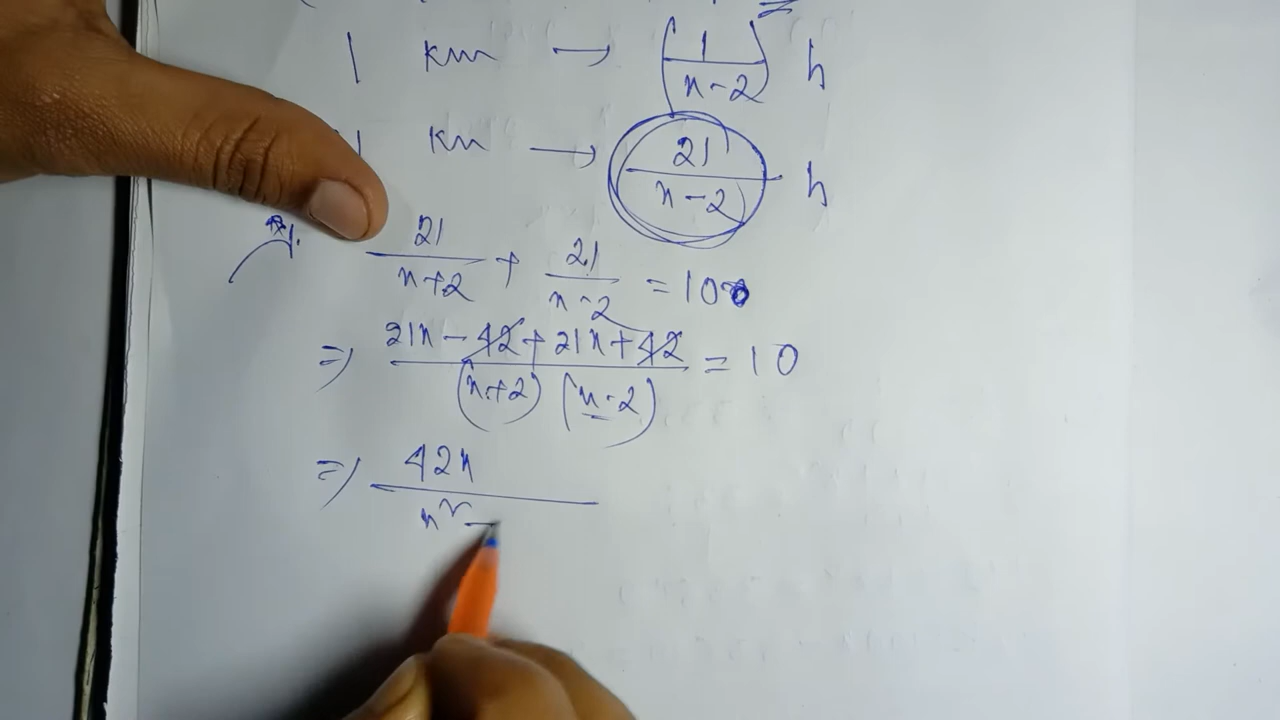 1 km → (1/(x-2)) h
km → 21/(x-2) h
21/(x+2) + 21/(x-2) = 10
⇒ (21x - 42 + 21x + 42)/((x+2) (x-2)) = 10
⇒ 42x/(x² -